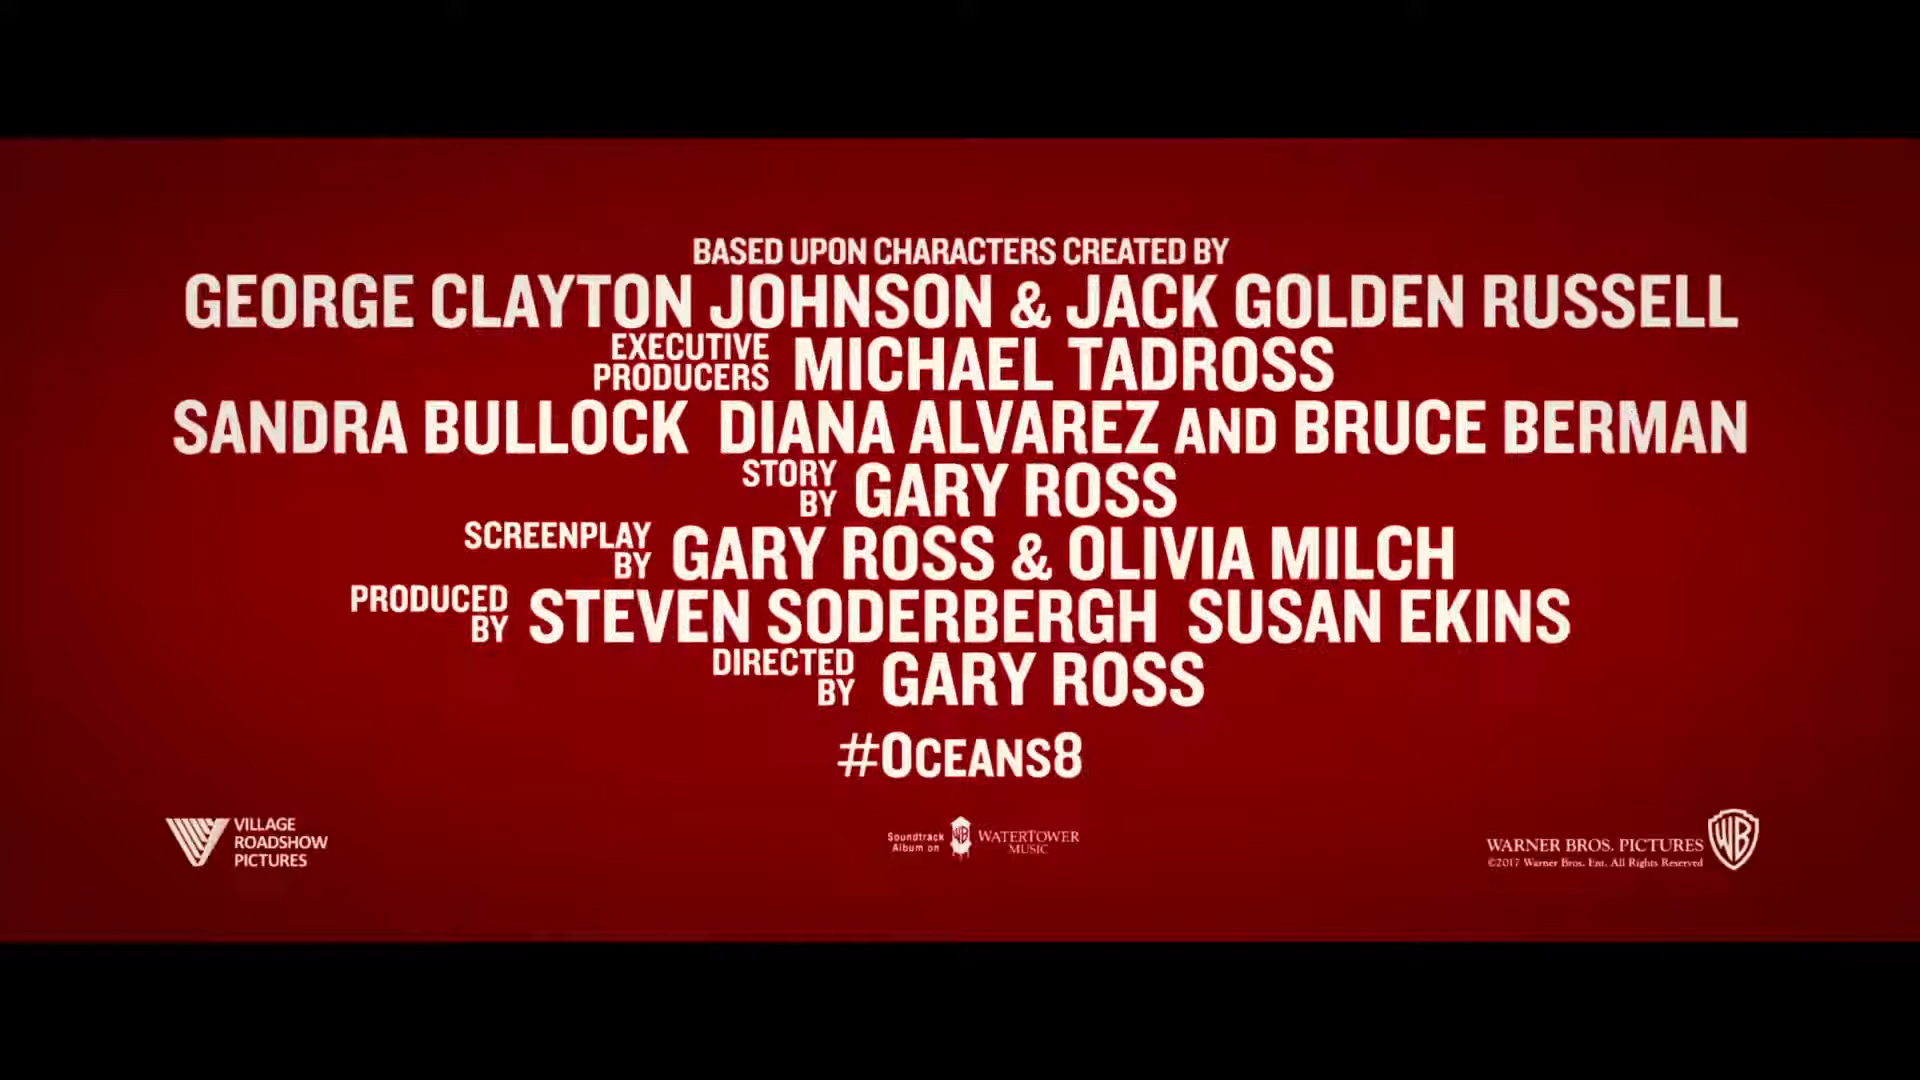 BASED UPON CHARACTERS CREATED BY
GEORGE CLAYTON JOHNSON & JACK GOLDEN RUSSELL
EXECUTIVE PRODUCERS MICHAEL TADROSS
SANDRA BULLOCK DIANA ALVAREZ AND BRUCE BERMAN
STORY BY GARY ROSS
SCREENPLAY BY GARY ROSS & OLIVIA MILCH
PRODUCED BY STEVEN SODERBERGH SUSAN EKINS
DIRECTED BY GARY ROSS
#OCEANS8
VILLAGE
ROADSHOW
PICTURES
Soundtrack
Album on
WB
WATERTOWER
MUSIC
WARNER BROS. PICTURES
©2017 Warner Bros. Ent. All Rights Reserved
WB